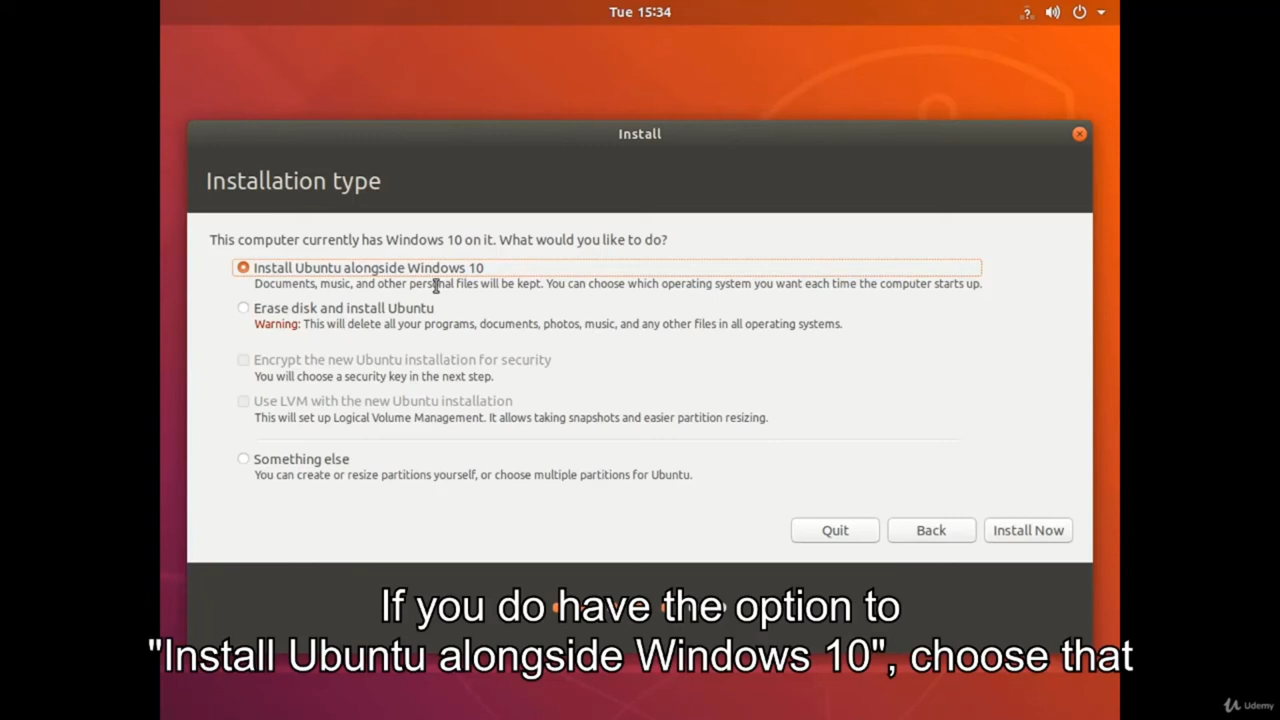 Tue 15:34
Install
Installation type
This computer currently has Windows 10 on it. What would you like to do?
Install Ubuntu alongside Windows 10
Documents, music, and other personal files will be kept. You can choose which operating system you want each time the computer starts up.
Erase disk and install Ubuntu
Warning: This will delete all your programs, documents, photos, music, and any other files in all operating systems.
Encrypt the new Ubuntu installation for security
You will choose a security key in the next step.
Use LVM with the new Ubuntu installation
This will set up Logical Volume Management. It allows taking snapshots and easier partition resizing.
Something else
You can create or resize partitions yourself, or choose multiple partitions for Ubuntu.
Quit Back Install Now
If you do have the option to
"Install Ubuntu alongside Windows 10", choose that
Udemy